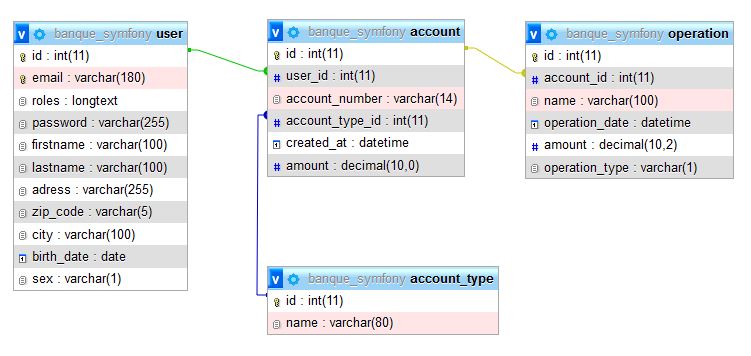 banque_symfony user
id : int(11)
email : varchar(180)
roles : longtext
password : varchar(255)
firstname : varchar(100)
lastname : varchar(100)
adress : varchar(255)
zip_code : varchar(5)
city : varchar(100)
birth_date : date
sex : varchar(1)
banque_symfony account
id : int(11)
# user_id : int(11)
account_number : varchar(14)
# account_type_id : int(11)
created_at : datetime
# amount : decimal(10,0)
banque_symfony operation
id : int(11)
# account_id : int(11)
name : varchar(100)
operation_date : datetime
# amount : decimal(10,2)
operation_type : varchar(1)
banque_symfony account_type
id : int(11)
name : varchar(80)